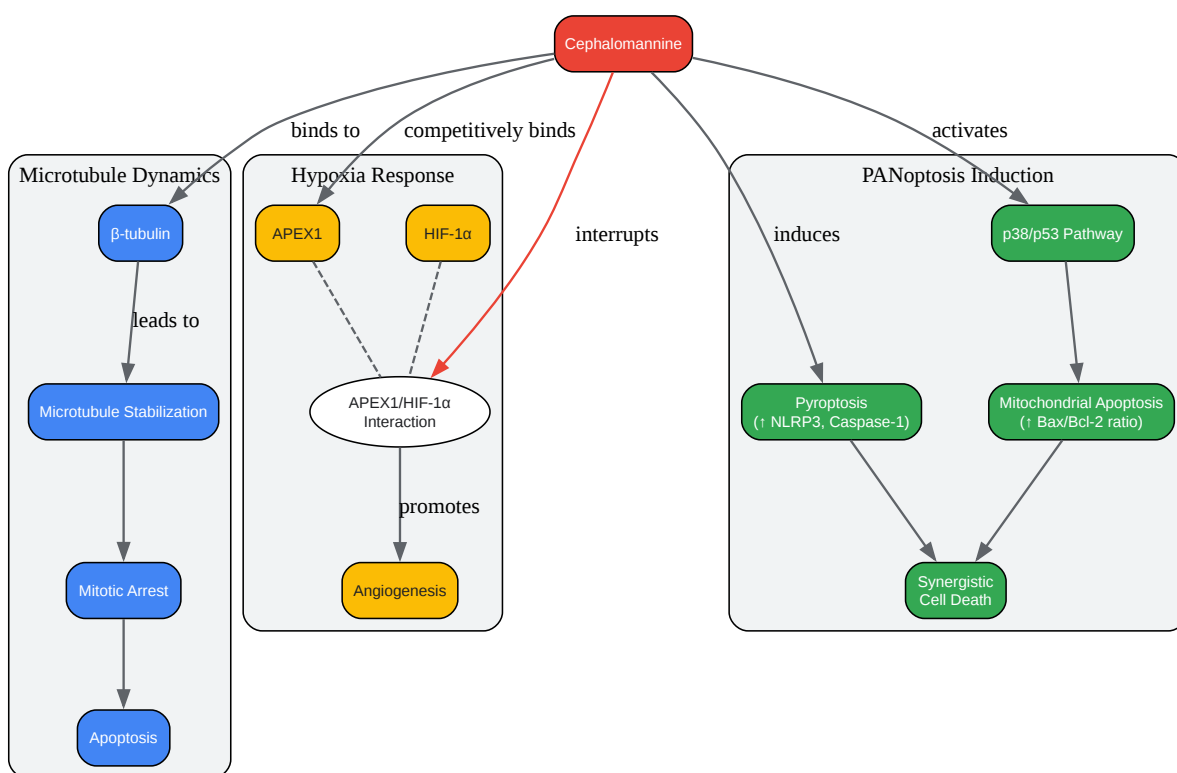 Cephalomannine
binds to
competitively binds
activates
Microtubule Dynamics
Hypoxia Response
PANoptosis Induction
β-tubulin
APEX1
HIF-1α
interrupts
induces
p38/p53 Pathway
leads to
Microtubule Stabilization
APEX1/HIF-1α
Interaction
Pyroptosis
(↑ NLRP3, Caspase-1)
Mitochondrial Apoptosis
(↑ Bax/Bcl-2 ratio)
promotes
Mitotic Arrest
Angiogenesis
Synergistic
Cell Death
Apoptosis